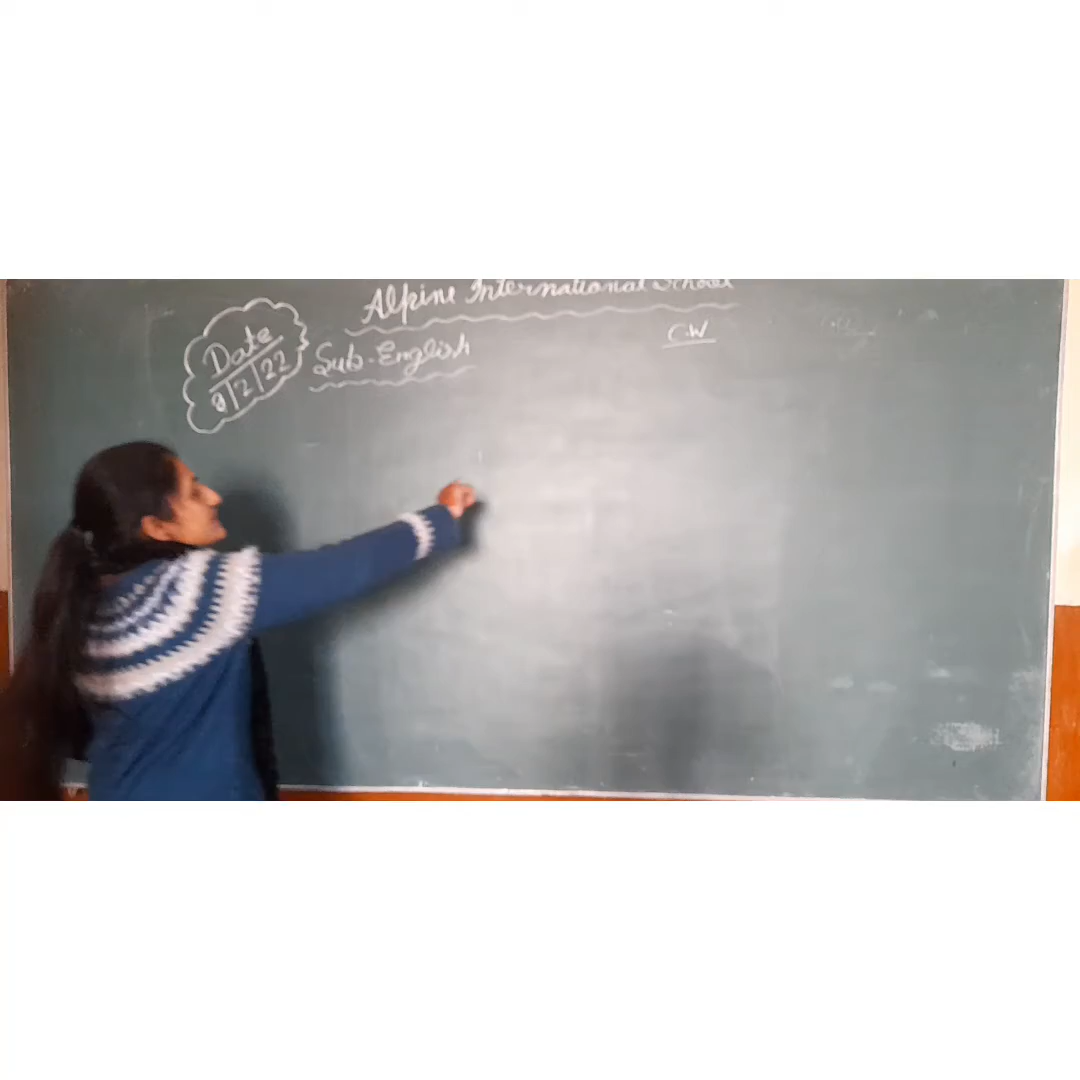 Alpine International School
Date
8/2/22
Sub-English
C.W